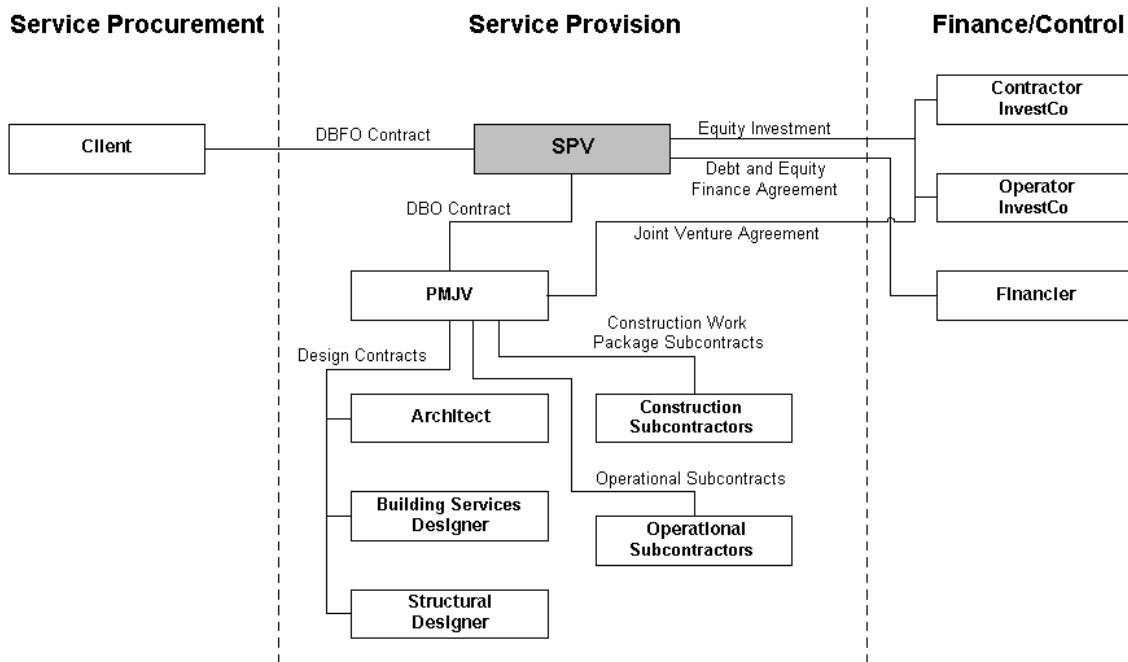 Service Procurement
Service Provision
Finance/Control
Client
DBFO Contract
SPV
Equity Investment
Debt and Equity
Finance Agreement
Contractor
InvestCo
Operator
InvestCo
DBO Contract
Joint Venture Agreement
PMJV
Financier
Design Contracts
Construction Work
Package Subcontracts
Architect
Construction
Subcontractors
Operational Subcontracts
Building Services
Designer
Operational
Subcontractors
Structural
Designer